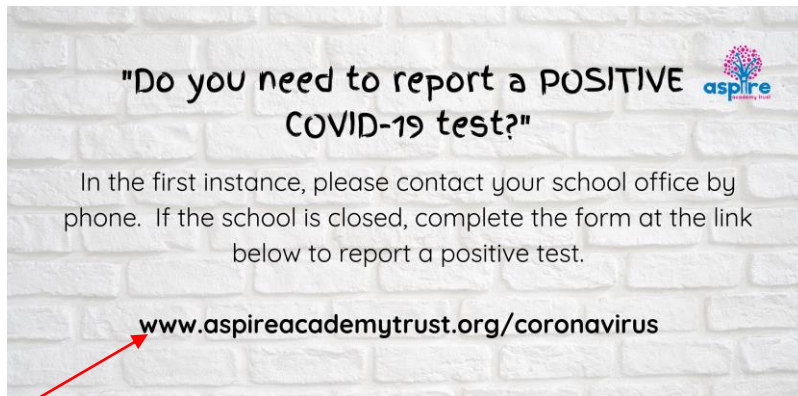 "Do you need to report a POSITIVE
COVID-19 test?"
aspire
academy trust
In the first instance, please contact your school office by
phone. If the school is closed, complete the form at the link
below to report a positive test.
www.aspireacademytrust.org/coronavirus